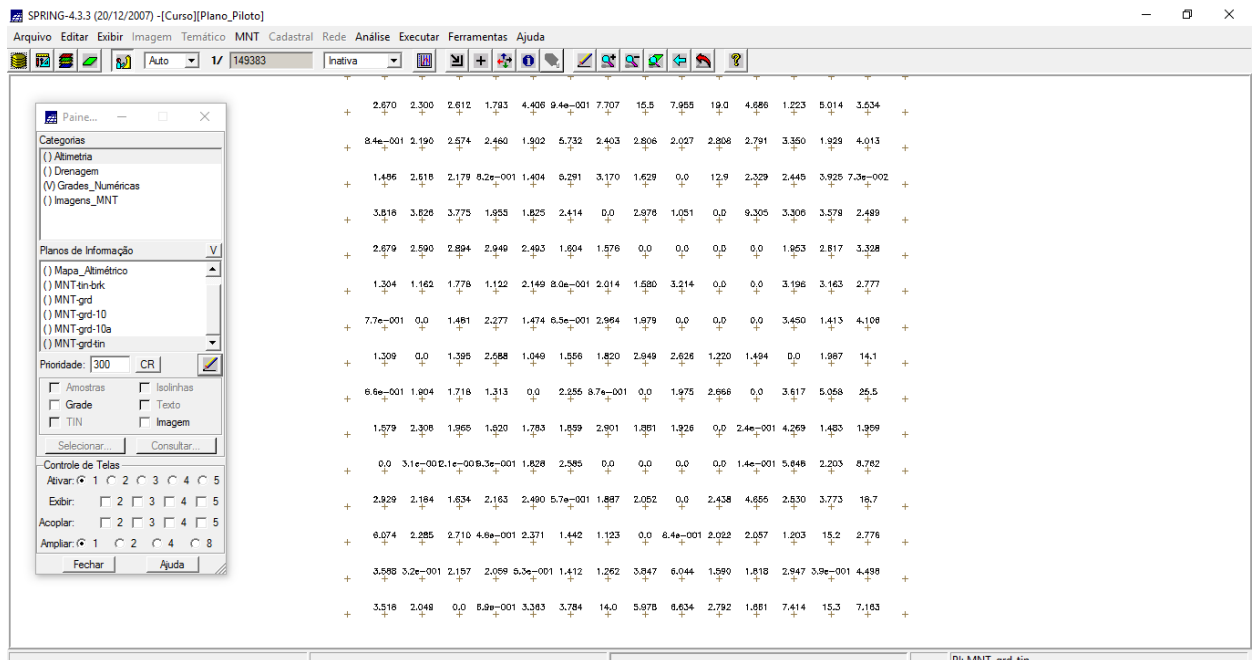 SPRING-4.3.3 (20/12/2007) -[Curso][Plano_Piloto]
Arquivo Editar Exibir Imagem Temático MNT Cadastral Rede Análise Executar Ferramentas Ajuda
Auto 1/ 149383 Inativa
Paine...
Categorias
() Altimetria
() Drenagem
(V) Grades_Numéricas
() Imagens_MNT
Planos de Informação V
() Mapa_Altimétrico
() MNT-tin-brk
() MNT-grd
() MNT-grd-10
() MNT-grd-10a
() MNT-grd-tin
Prioridade: 300 CR
Amostras Isolinhas
Grade Texto
TIN Imagem
Selecionar... Consultar...
Controle de Telas
Ativar: 1 2 3 4 5
Exibir: 2 3 4 5
Acoplar: 2 3 4 5
Ampliar: 1 2 4 8
Fechar Ajuda
2.670 2.300 2.612 1.793 4.406 9.4e-001 7.707 15.5 7.955 19.0 4.686 1.223 5.014 3.534
8.4e-001 2.190 2.574 2.460 1.902 5.732 2.403 2.806 2.027 2.808 2.791 3.350 1.929 4.013
1.486 2.618 2.179 8.2e-001 1.404 5.291 3.170 1.629 0.0 12.9 2.329 2.445 3.925 7.3e-002
3.816 3.826 3.775 1.955 1.825 2.414 0.0 2.976 1.051 0.0 9.305 3.306 3.579 2.499
2.679 2.590 2.894 2.949 2.493 1.604 1.576 0.0 0.0 0.0 0.0 1.953 2.817 3.328
1.304 1.162 1.778 1.122 2.149 8.0e-001 2.014 1.580 3.214 0.0 0.0 3.196 3.163 2.777
7.7e-001 0.0 1.481 2.277 1.474 6.5e-001 2.964 1.979 0.0 0.0 0.0 3.450 1.413 4.106
1.309 0.0 1.395 2.688 1.049 1.556 1.820 2.949 2.626 1.220 1.494 0.0 1.987 14.1
6.6e-001 1.904 1.718 1.313 0.0 2.255 8.7e-001 0.0 1.975 2.666 0.0 3.617 5.058 25.5
1.579 2.308 1.965 1.520 1.783 1.859 2.901 1.881 1.926 0.0 2.4e-001 4.269 1.483 1.959
0.0 3.1e-001 2.1e-001 9.3e-001 1.828 2.585 0.0 0.0 0.0 0.0 1.4e-001 5.646 2.203 8.762
2.929 2.184 1.634 2.163 2.490 5.7e-001 1.887 2.052 0.0 2.438 4.655 2.530 3.773 18.7
6.074 2.285 2.710 4.6e-001 2.371 1.442 1.123 0.0 8.4e-001 2.022 2.057 1.203 15.2 2.776
3.588 3.2e-001 2.157 2.059 5.3e-001 1.412 1.262 3.847 6.044 1.590 1.818 2.947 3.9e-001 4.498
3.516 2.049 0.0 8.9e-001 3.383 3.784 14.0 5.978 8.634 2.792 1.681 7.414 15.3 7.163